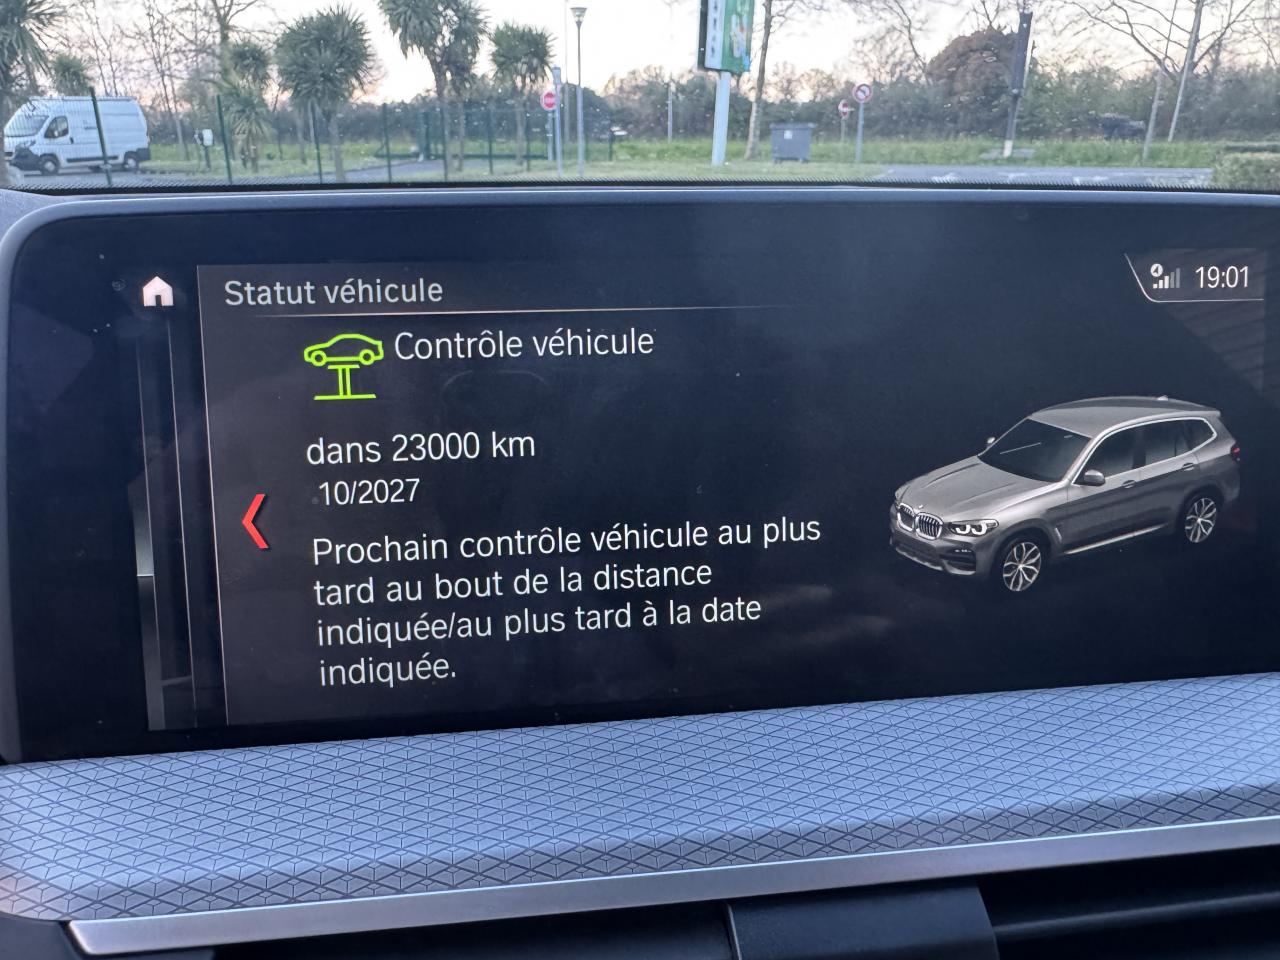 Statut véhicule
19:01
Contrôle véhicule
dans 23000 km
10/2027
Prochain contrôle véhicule au plus
tard au bout de la distance
indiquée/au plus tard à la date
indiquée.